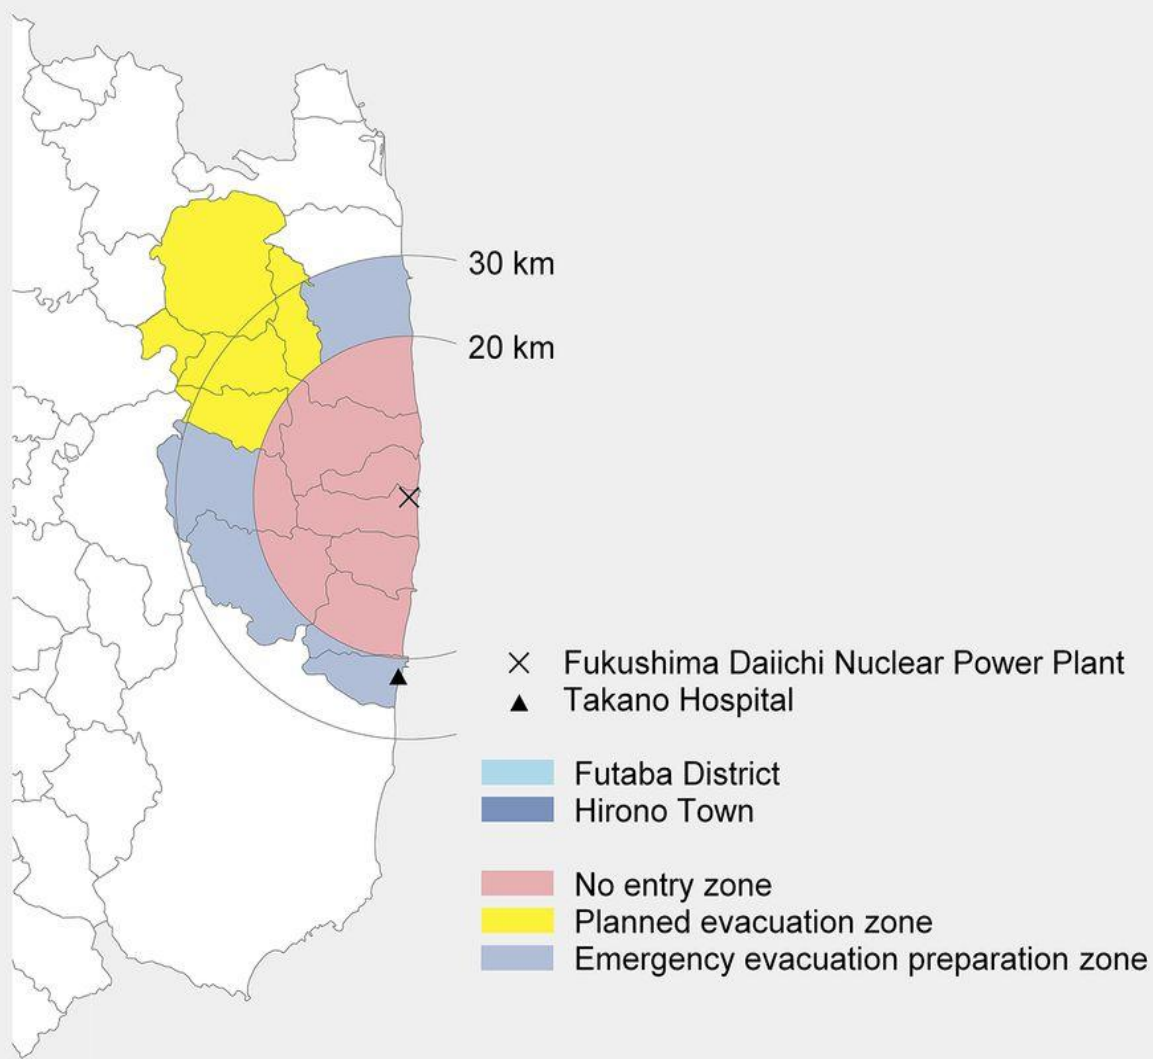 30 km
20 km
Fukushima Daiichi Nuclear Power Plant
Takano Hospital
Futaba District
Hirono Town
No entry zone
Planned evacuation zone
Emergency evacuation preparation zone